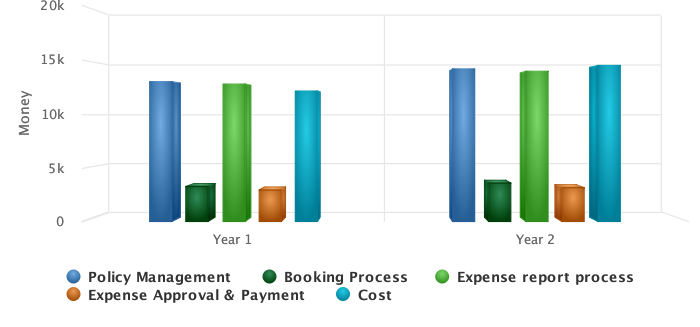 20k
15k
10k
5k
0
Money
Year 1
Year 2
Policy Management
Booking Process
Expense report process
Expense Approval & Payment
Cost